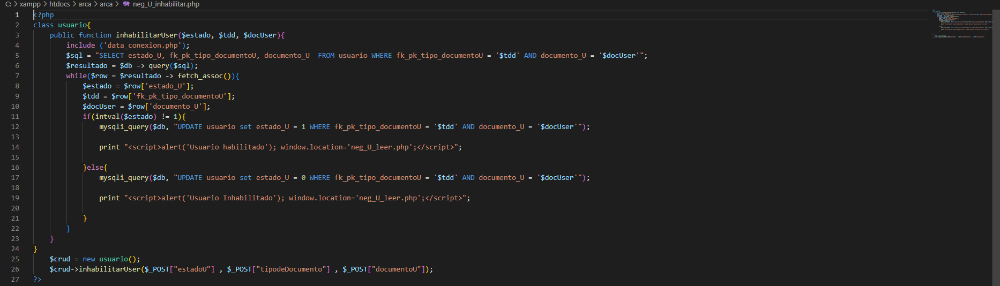 C: > xampp > htdocs > arca > arca > neg_U_inhabilitar.php
1 <?php
2 class usuario{
3 public function inhabilitarUser($estado, $tdd, $docUser){
4 include ('data_conexion.php');
5 $sql = "SELECT estado_U, fk_pk_tipo_documentoU, documento_U  FROM usuario WHERE fk_pk_tipo_documentoU = '$tdd' AND documento_U = '$docUser'";
6 $resultado = $db -> query($sql);
7 while($row = $resultado -> fetch_assoc()){
8 $estado = $row['estado_U'];
9 $tdd = $row['fk_pk_tipo_documentoU'];
10 $docUser = $row['documento_U'];
11 if(intval($estado) != 1){
12 mysqli_query($db, "UPDATE usuario set estado_U = 1 WHERE fk_pk_tipo_documentoU = '$tdd' AND documento_U = '$docUser'");
13
14 print "<script>alert('Usuario habilitado'); window.location='neg_U_leer.php';</script>";
15
16 }else{
17 mysqli_query($db, "UPDATE usuario set estado_U = 0 WHERE fk_pk_tipo_documentoU = '$tdd' AND documento_U = '$docUser'");
18
19 print "<script>alert('Usuario Inhabilitado'); window.location='neg_U_leer.php';</script>";
20
21 }
22 }
23 }
24 }
25 $crud = new usuario();
26 $crud->inhabilitarUser($_POST["estadoU"] , $_POST["tipodeDocumento"] , $_POST["documentoU"]);
27 ?>